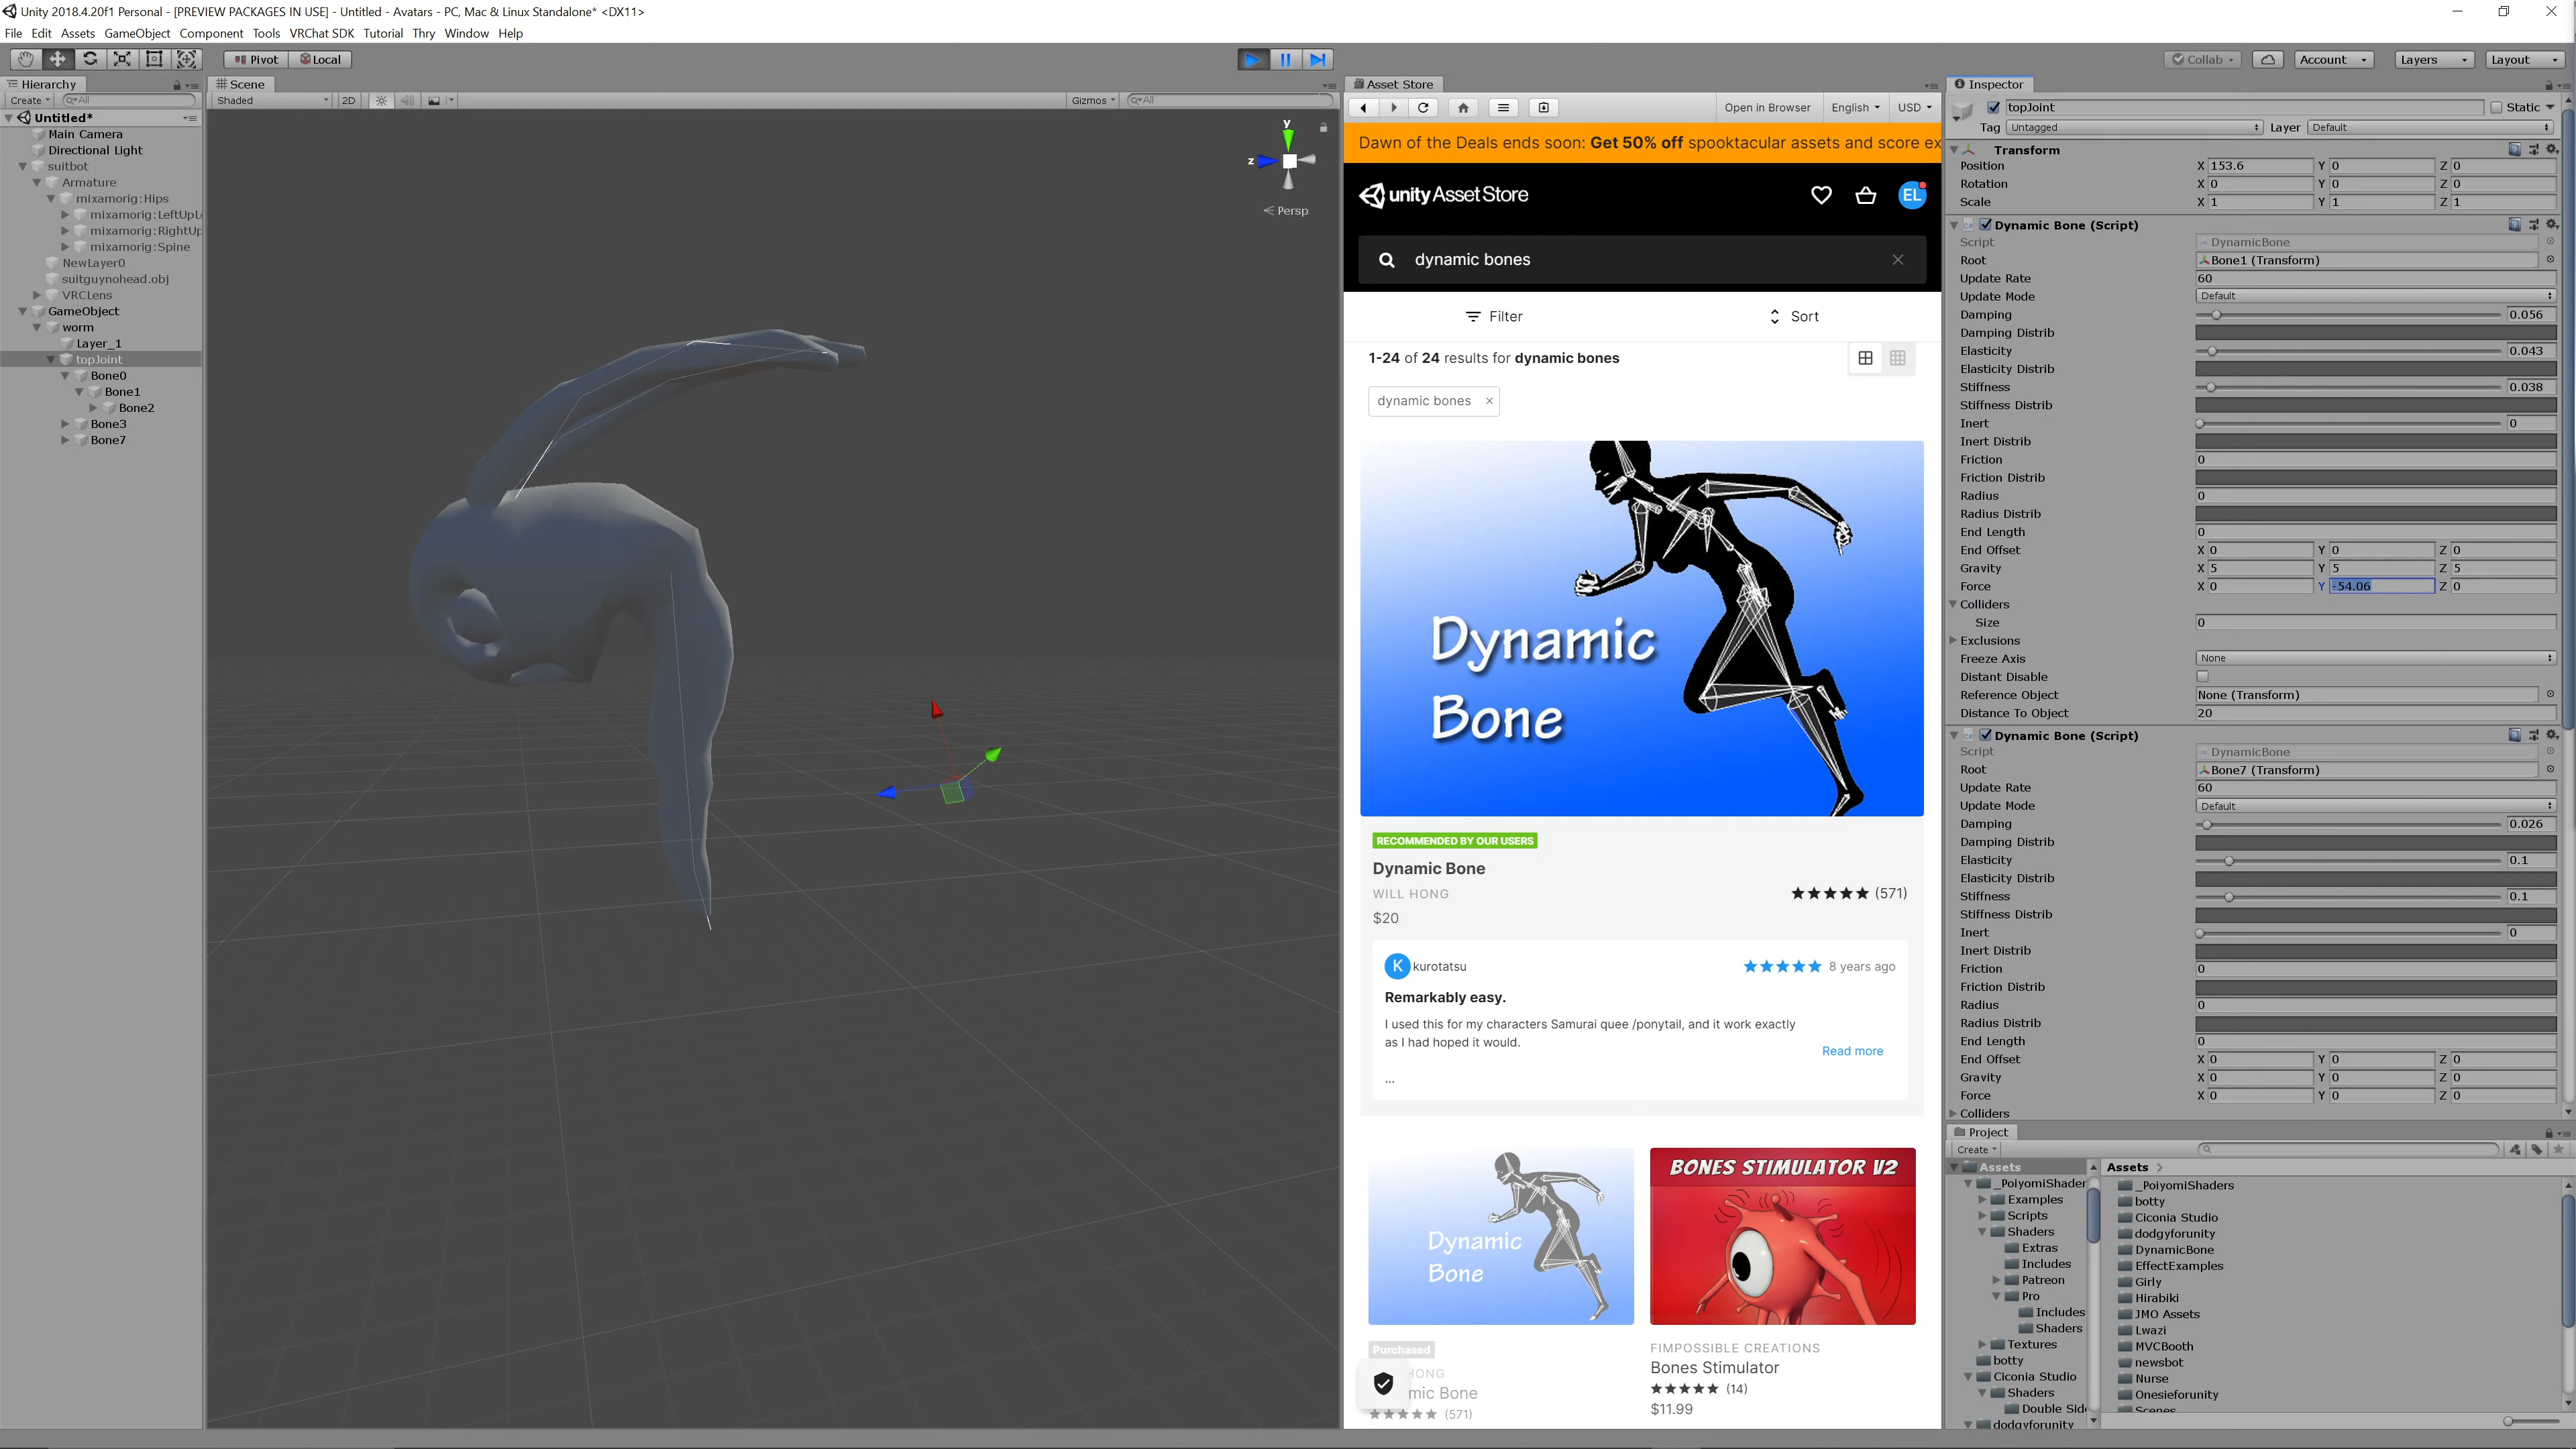 Unity 2018.4.20f1 Personal - [PREVIEW PACKAGES IN USE] - Untitled - Avatars - PC, Mac & Linux Standalone* <DX11>
File Edit Assets GameObject Component Tools VRChat SDK Tutorial Thry Window Help
Pivot Local
Collab Account Layers Layout
Hierarchy
Create All
Untitled*
Main Camera
Directional Light
suitbot
Armature
mixamorig:Hips
mixamorig:LeftUpL
mixamorig:RightUp
mixamorig:Spine
NewLayer0
suitguynohead.obj
VRCLens
GameObject
worm
Layer_1
topJoint
Bone0
Bone1
Bone2
Bone3
Bone7
Scene
Shaded 2D Gizmos All
y
z
Persp
Asset Store
Open in Browser English USD
Dawn of the Deals ends soon: Get 50% off spooktacular assets and score ex
unity Asset Store
EL
dynamic bones
Filter Sort
1-24 of 24 results for dynamic bones
dynamic bones ×
Dynamic
Bone
RECOMMENDED BY OUR USERS
Dynamic Bone
WILL HONG
(571)
$20
K kurotatsu 8 years ago
Remarkably easy.
I used this for my characters Samurai quee /ponytail, and it work exactly
as I had hoped it would.
Read more
...
Dynamic
Bone
Purchased
HONG
mic Bone
(571)
BONES STIMULATOR V2
FIMPOSSIBLE CREATIONS
Bones Stimulator
(14)
$11.99
Inspector
topJoint Static
Tag Untagged Layer Default
Transform
Position X 153.6 Y 0 Z 0
Rotation X 0 Y 0 Z 0
Scale X 1 Y 1 Z 1
Dynamic Bone (Script)
Script DynamicBone
Root Bone1 (Transform)
Update Rate 60
Update Mode Default
Damping 0.056
Damping Distrib
Elasticity 0.043
Elasticity Distrib
Stiffness 0.038
Stiffness Distrib
Inert 0
Inert Distrib
Friction 0
Friction Distrib
Radius 0
Radius Distrib
End Length 0
End Offset X 0 Y 0 Z 0
Gravity X 5 Y 5 Z 5
Force X 0 Y -54.06 Z 0
Colliders
Size 0
Exclusions
Freeze Axis None
Distant Disable
Reference Object None (Transform)
Distance To Object 20
Dynamic Bone (Script)
Script DynamicBone
Root Bone7 (Transform)
Update Rate 60
Update Mode Default
Damping 0.026
Damping Distrib
Elasticity 0.1
Elasticity Distrib
Stiffness 0.1
Stiffness Distrib
Inert 0
Inert Distrib
Friction 0
Friction Distrib
Radius 0
Radius Distrib
End Length 0
End Offset X 0 Y 0 Z 0
Gravity X 0 Y 0 Z 0
Force X 0 Y 0 Z 0
Colliders
Project
Create
Assets
_PoiyomiShader
Examples
Scripts
Shaders
Extras
Includes
Patreon
Pro
Includes
Shaders
Textures
botty
Ciconia Studio
Shaders
Double Side
dodgyforunity
Assets
_PoiyomiShaders
botty
Ciconia Studio
dodgyforunity
DynamicBone
EffectExamples
Girly
Hirabiki
JMO Assets
Lwazi
MVCBooth
newsbot
Nurse
Onesieforunity
Scenes